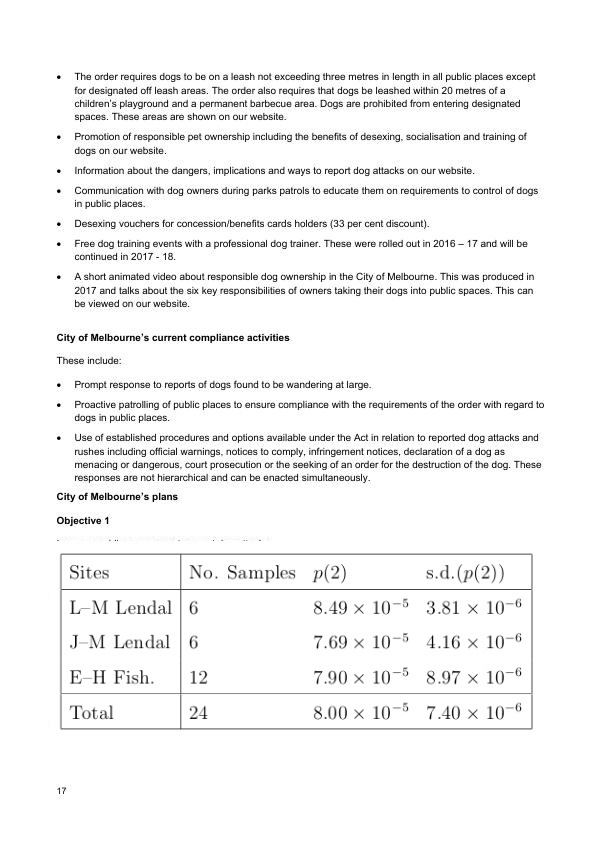 • The order requires dogs to be on a leash not exceeding three metres in length in all public places except
for designated off leash areas. The order also requires that dogs be leashed within 20 metres of a
children's playground and a permanent barbecue area. Dogs are prohibited from entering designated
spaces. These areas are shown on our website.
• Promotion of responsible pet ownership including the benefits of desexing, socialisation and training of
dogs on our website.
• Information about the dangers, implications and ways to report dog attacks on our website.
• Communication with dog owners during parks patrols to educate them on requirements to control of dogs
in public places.
• Desexing vouchers for concession/benefits cards holders (33 per cent discount).
• Free dog training events with a professional dog trainer. These were rolled out in 2016 – 17 and will be
continued in 2017 - 18.
• A short animated video about responsible dog ownership in the City of Melbourne. This was produced in
2017 and talks about the six key responsibilities of owners taking their dogs into public spaces. This can
be viewed on our website.
City of Melbourne's current compliance activities
These include:
• Prompt response to reports of dogs found to be wandering at large.
• Proactive patrolling of public places to ensure compliance with the requirements of the order with regard to
dogs in public places.
• Use of established procedures and options available under the Act in relation to reported dog attacks and
rushes including official warnings, notices to comply, infringement notices, declaration of a dog as
menacing or dangerous, court prosecution or the seeking of an order for the destruction of the dog. These
responses are not hierarchical and can be enacted simultaneously.
City of Melbourne's plans
Objective 1
Sites No. Samples p(2) s.d.(p(2))
L–M Lendal 6 8.49 × 10⁻⁵ 3.81 × 10⁻⁶
J–M Lendal 6 7.69 × 10⁻⁵ 4.16 × 10⁻⁶
E–H Fish. 12 7.90 × 10⁻⁵ 8.97 × 10⁻⁶
Total 24 8.00 × 10⁻⁵ 7.40 × 10⁻⁶
17